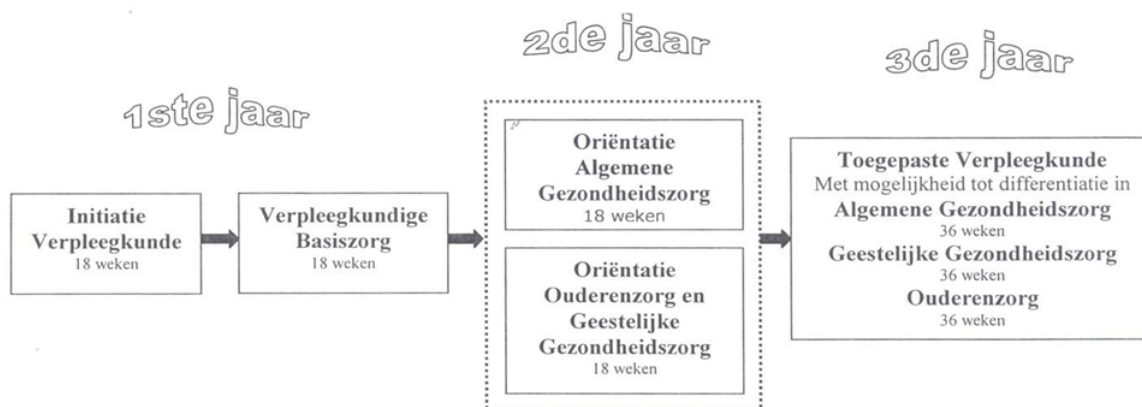 1ste jaar
Initiatie
Verpleegkunde
18 weken
Verpleegkundige
Basiszorg
18 weken
2de jaar
Oriëntatie
Algemene
Gezondheidszorg
18 weken
Oriëntatie
Ouderenzorg en
Geestelijke
Gezondheidszorg
18 weken
3de jaar
Toegepaste Verpleegkunde
Met mogelijkheid tot differentiatie in
Algemene Gezondheidszorg
36 weken
Geestelijke Gezondheidszorg
36 weken
Ouderenzorg
36 weken